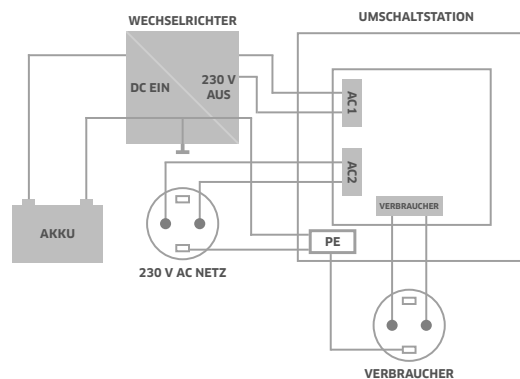 WECHSELRICHTER
UMSCHALTSTATION
DC EIN
230 V
AUS
AC1
AC2
VERBRAUCHER
AKKU
PE
230 V AC NETZ
VERBRAUCHER